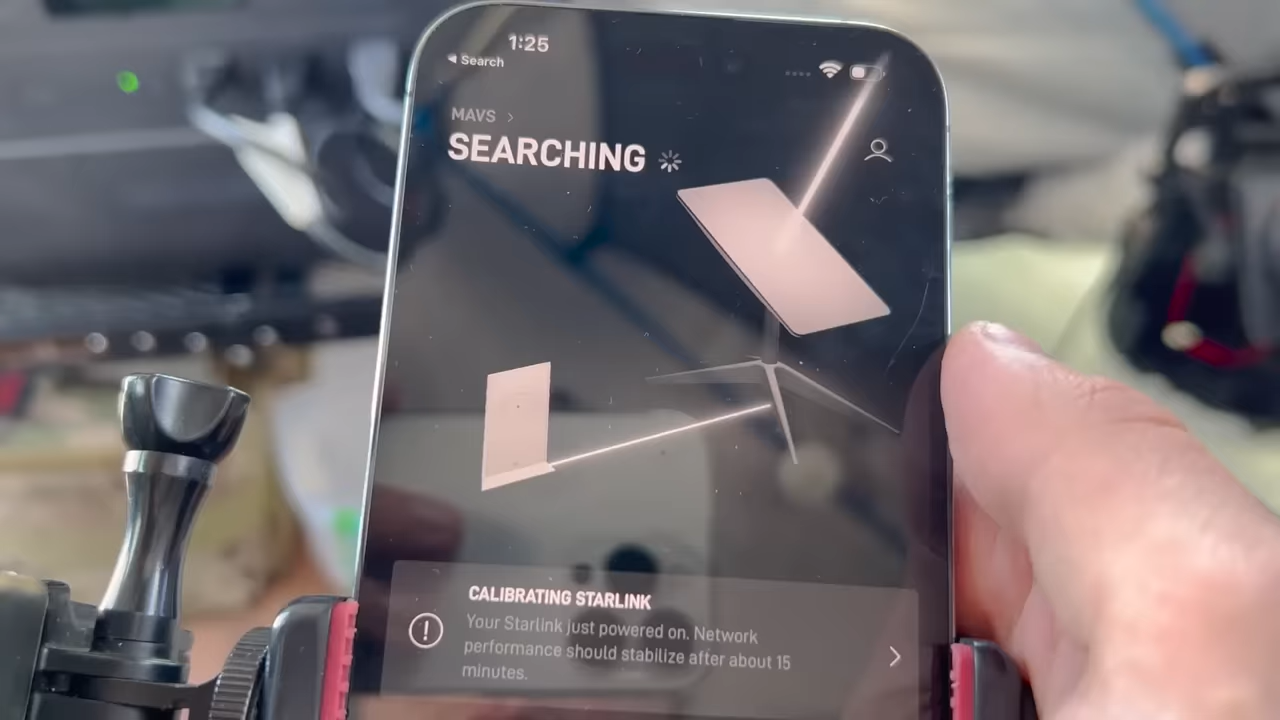 1:25
◀ Search
MAVS >
SEARCHING
CALIBRATING STARLINK
Your Starlink just powered on. Network
performance should stabilize after about 15
minutes.